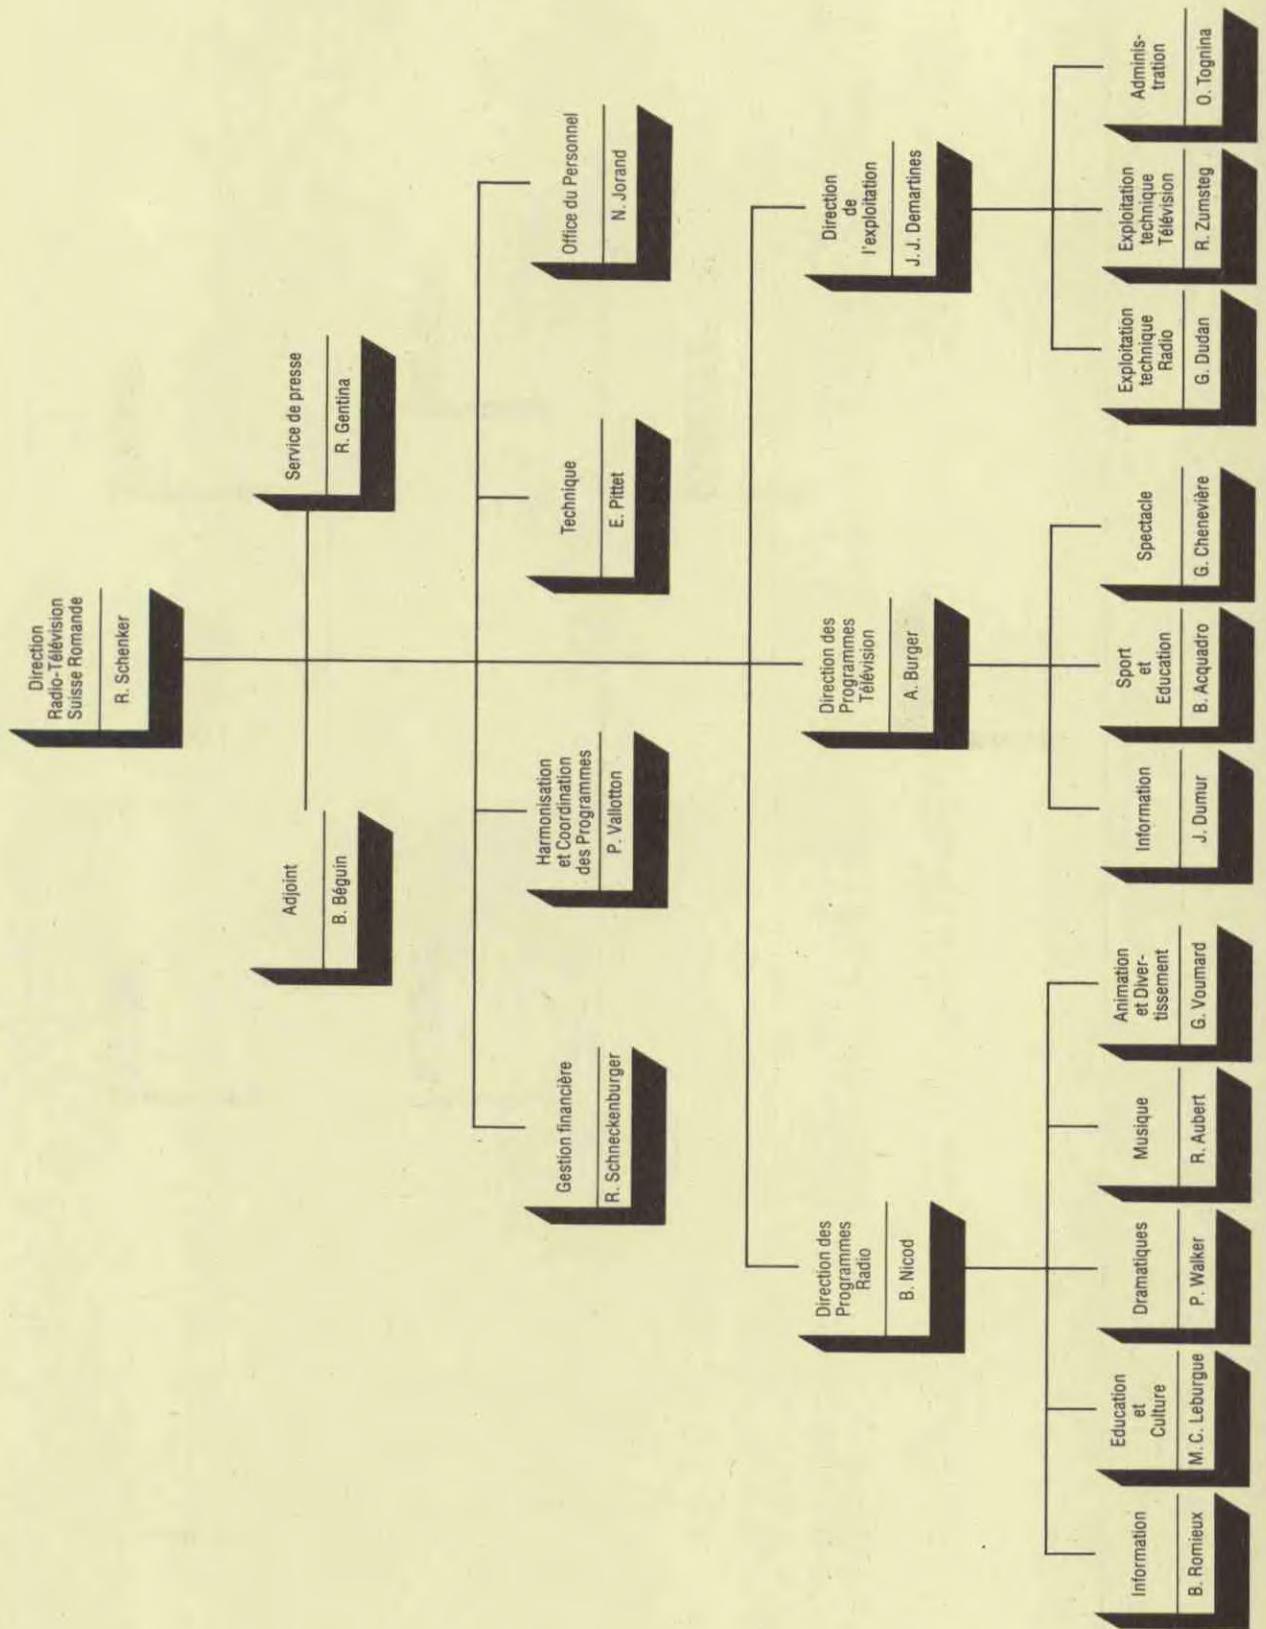 Direction
Radio-Télévision
Suisse Romande
R. Schenker
Adjoint
B. Béguin
Service de presse
R. Gentina
Gestion financière
R. Schneckenburger
Harmonisation
et Coordination
des Programmes
P. Vallotton
Technique
E. Pittet
Office du Personnel
N. Jorand
Direction des
Programmes
Radio
B. Nicod
Direction des
Programmes
Télévision
A. Burger
Direction
de
l'exploitation
J. J. Demartines
Information
B. Romieux
Education
et
Culture
M. C. Leburgue
Dramatiques
P. Walker
Musique
R. Aubert
Animation
et Diver-
tissement
G. Voumard
Information
J. Dumur
Sport
et
Education
B. Acquadro
Spectacle
G. Chenevière
Exploitation
technique
Radio
G. Dudan
Exploitation
technique
Télévision
R. Zumsteg
Adminis-
tration
O. Tognina